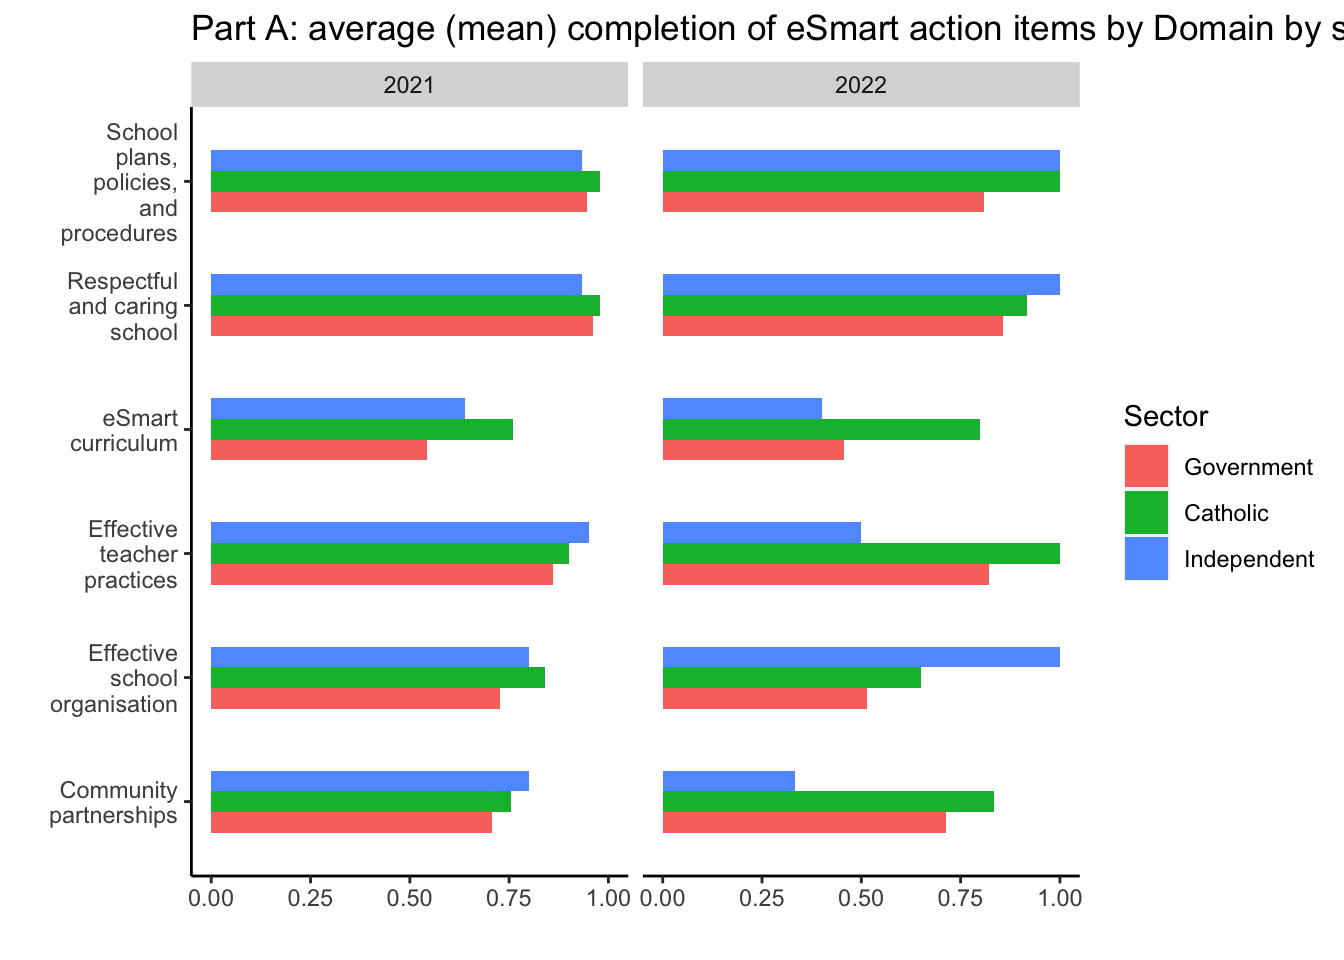 Part A: average (mean) completion of eSmart action items by Domain by s
2021
2022
School
plans,
policies,
and
procedures
Respectful
and caring
school
eSmart
curriculum
Effective
teacher
practices
Effective
school
organisation
Community
partnerships
0.00 0.25 0.50 0.75 1.00
0.00 0.25 0.50 0.75 1.00
Sector
Government
Catholic
Independent